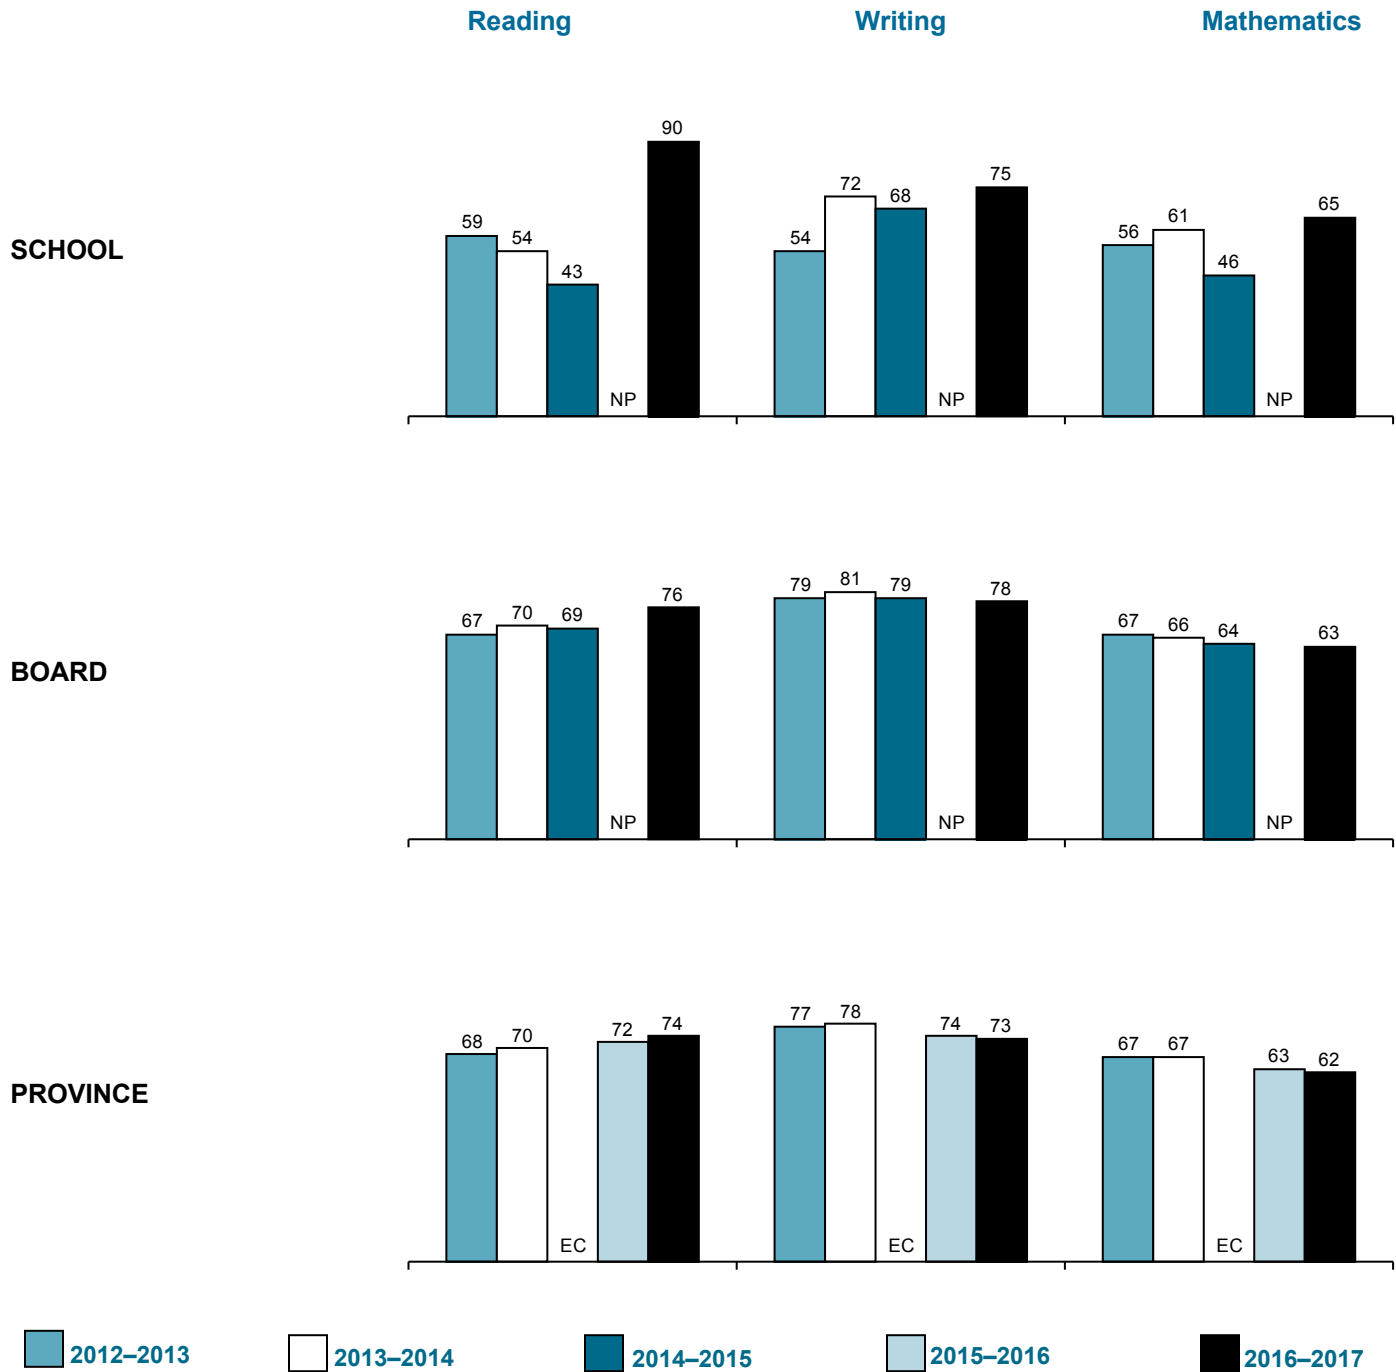 Reading Writing Mathematics
SCHOOL
59 54 43 NP 90
54 72 68 NP 75
56 61 46 NP 65
BOARD
67 70 69 NP 76
79 81 79 NP 78
67 66 64 NP 63
PROVINCE
68 70 EC 72 74
77 78 EC 74 73
67 67 EC 63 62
2012–2013 2013–2014 2014–2015 2015–2016 2016–2017